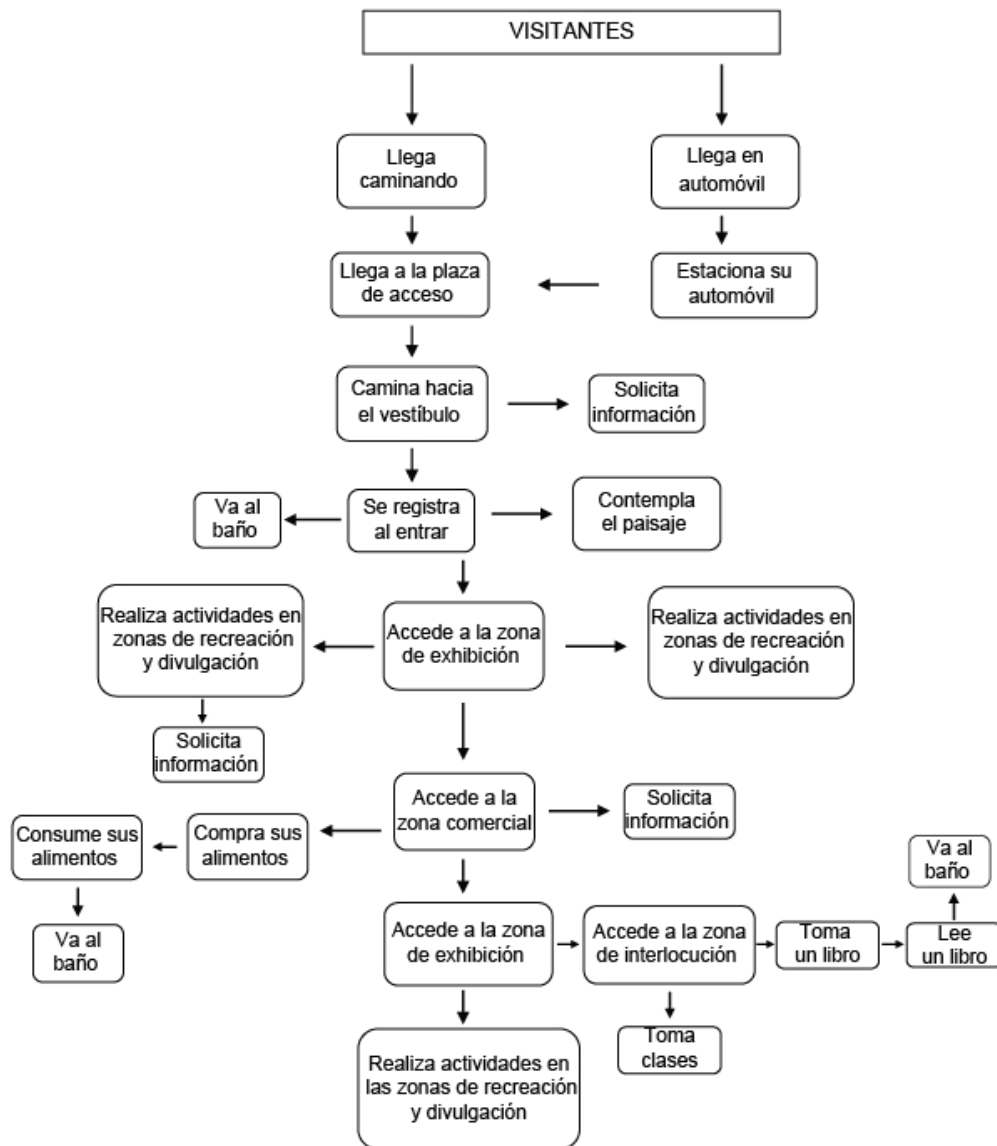 VISITANTES
Llega
caminando
Llega en
automóvil
Llega a la plaza
de acceso
Estaciona su
automóvil
Camina hacia
el vestíbulo
Solicita
información
Va al
baño
Se registra
al entrar
Contempla
el paisaje
Realiza actividades en
zonas de recreación
y divulgación
Accede a la zona
de exhibición
Realiza actividades en
zonas de recreación
y divulgación
Solicita
información
Accede a la
zona comercial
Solicita
información
Consume sus
alimentos
Compra sus
alimentos
Va al
baño
Va al
baño
Accede a la zona
de exhibición
Accede a la zona
de interlocución
Toma
un libro
Lee
un libro
Toma
clases
Realiza actividades en
las zonas de recreación
y divulgación